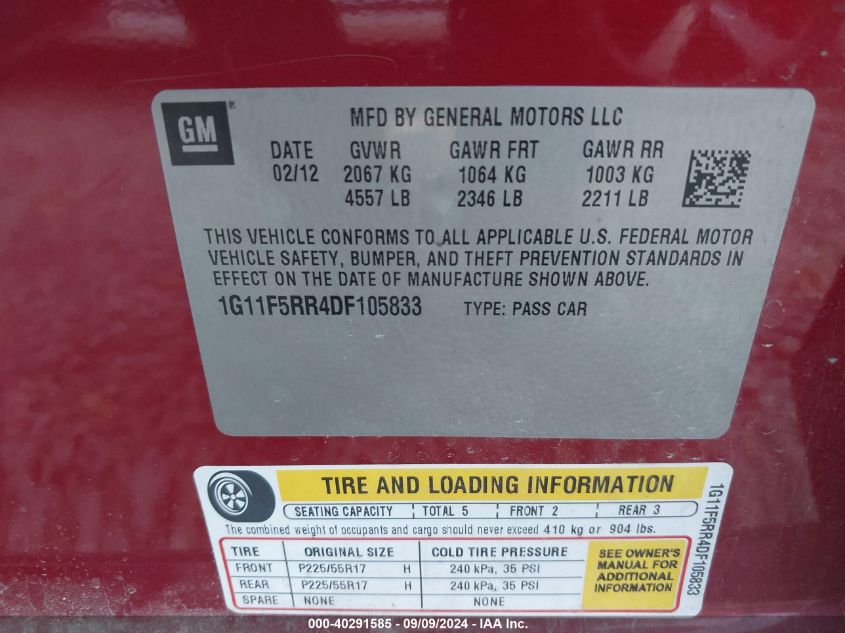 GM®
MFD BY GENERAL MOTORS LLC
DATE GVWR GAWR FRT GAWR RR
02/12 2067 KG 1064 KG 1003 KG
4557 LB 2346 LB 2211 LB
THIS VEHICLE CONFORMS TO ALL APPLICABLE U.S. FEDERAL MOTOR
VEHICLE SAFETY, BUMPER, AND THEFT PREVENTION STANDARDS IN
EFFECT ON THE DATE OF MANUFACTURE SHOWN ABOVE.
1G11F5RR4DF105833 TYPE: PASS CAR
TIRE AND LOADING INFORMATION
SEATING CAPACITY TOTAL 5 FRONT 2 REAR 3
The combined weight of occupants and cargo should never exceed 410 kg or 904 lbs.
TIRE ORIGINAL SIZE COLD TIRE PRESSURE
FRONT P225/55R17 H 240 kPa, 35 PSI
REAR P225/55R17 H 240 kPa, 35 PSI
SPARE NONE NONE
SEE OWNER'S
MANUAL FOR
ADDITIONAL
INFORMATION
1G11F5RR4DF105833
000-40291585 - 09/09/2024 - IAA Inc.